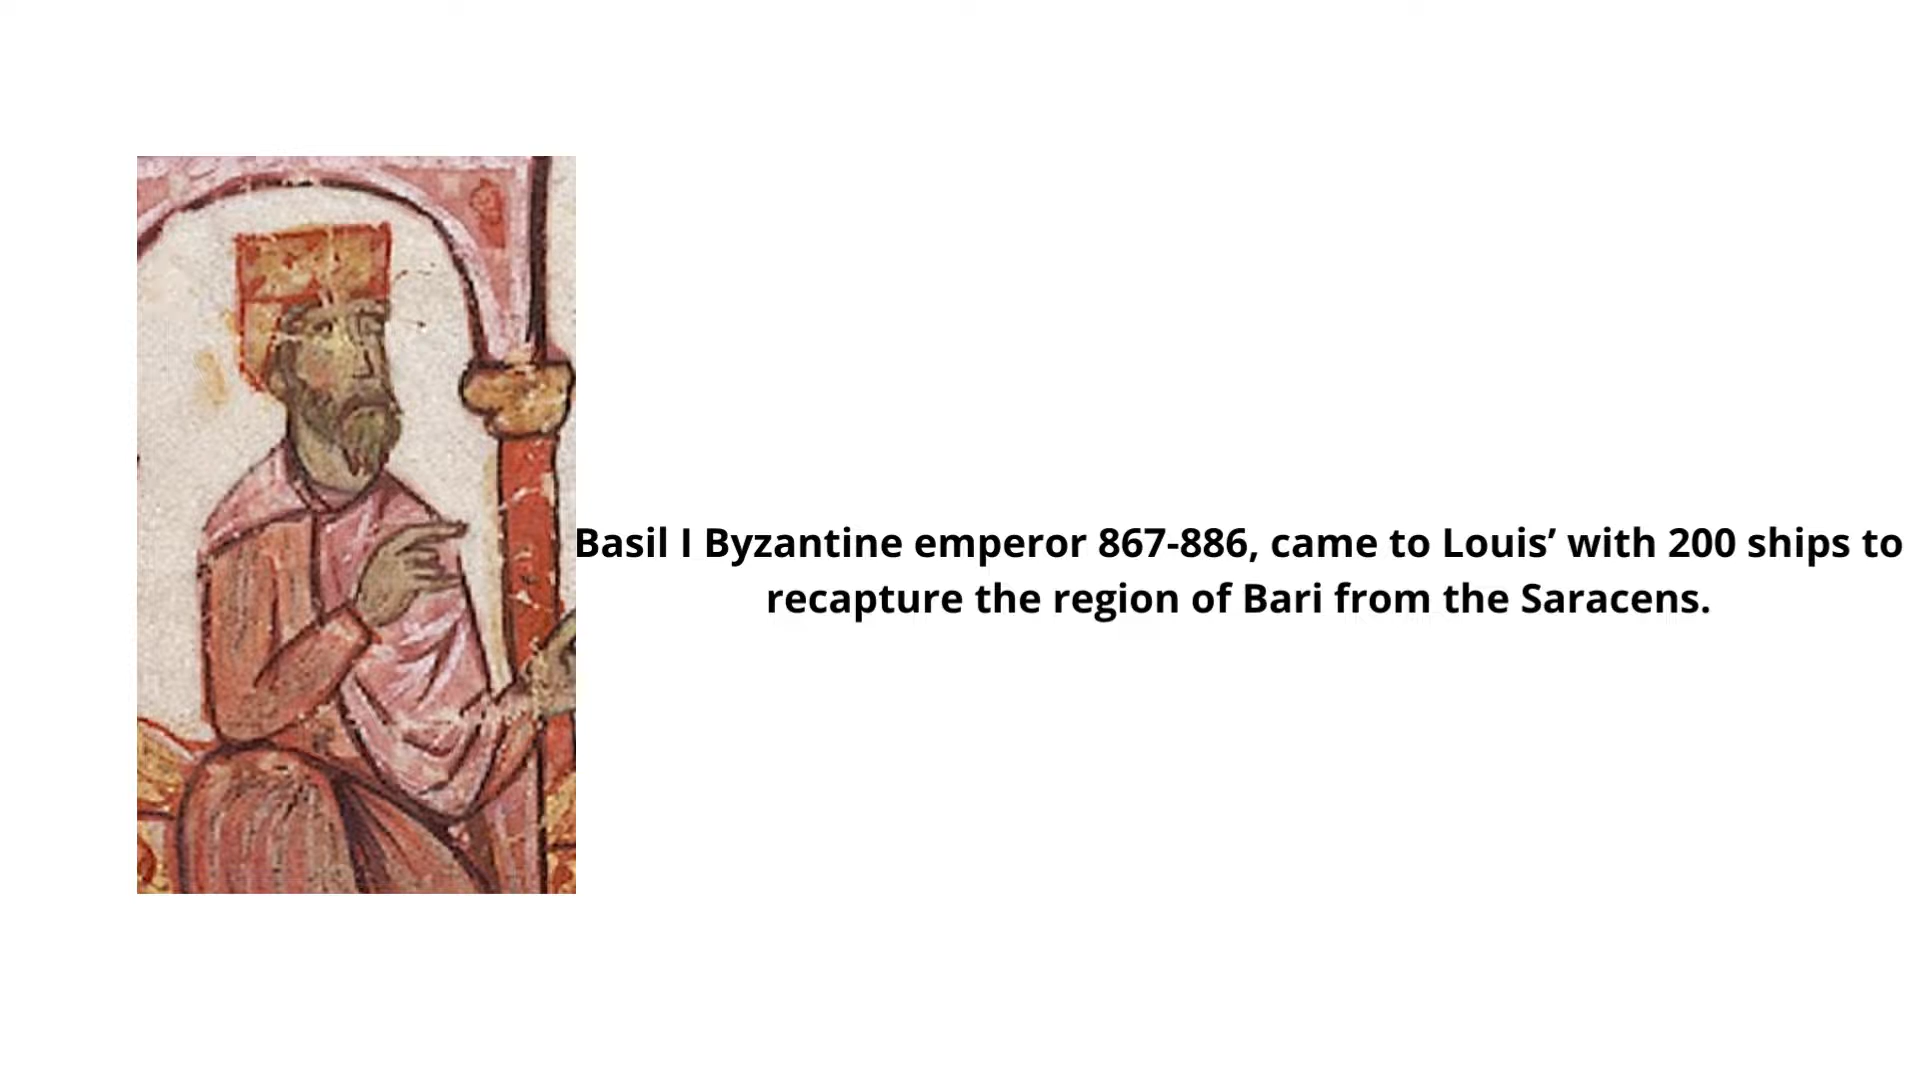 Basil I Byzantine emperor 867-886, came to Louis’ with 200 ships to
recapture the region of Bari from the Saracens.